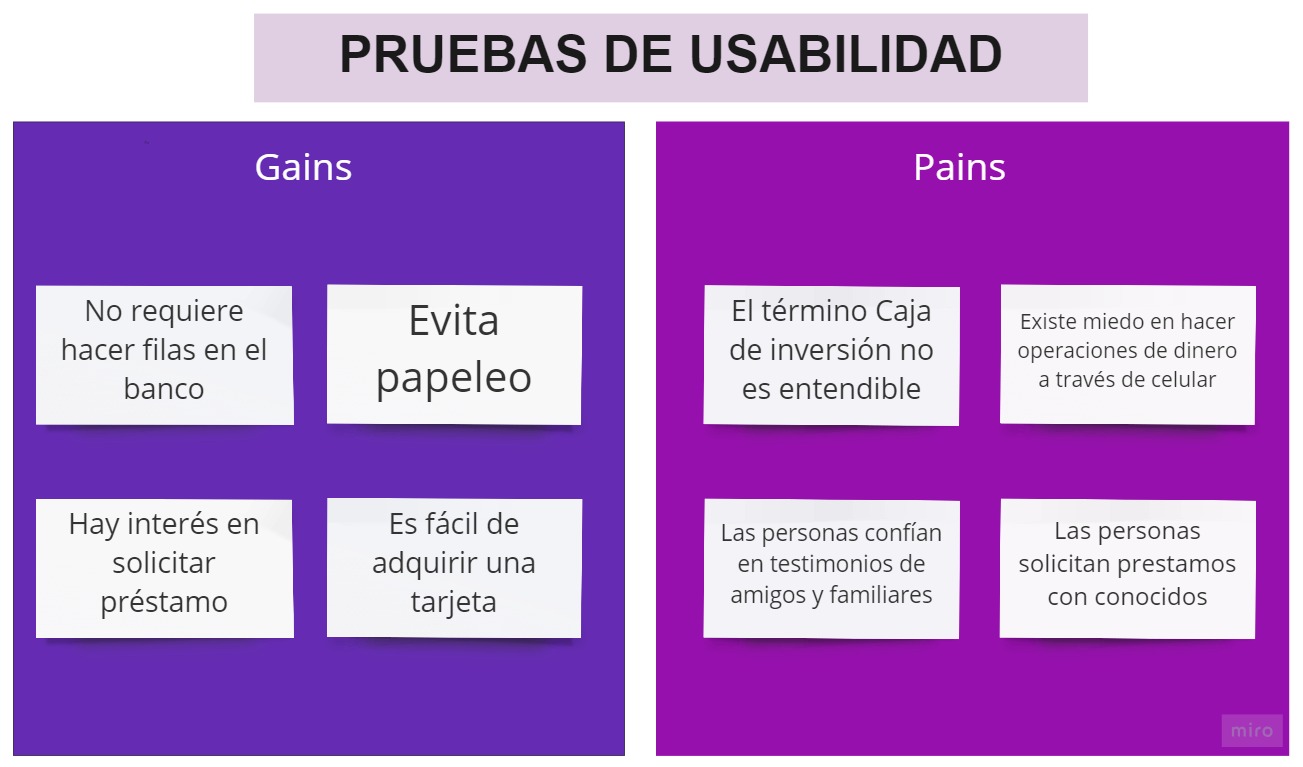 PRUEBAS DE USABILIDAD
Gains
No requiere
hacer filas en el
banco
Evita
papeleo
Hay interés en
solicitar
préstamo
Es fácil de
adquirir una
tarjeta
Pains
El término Caja
de inversión no
es entendible
Existe miedo en hacer
operaciones de dinero
a través de celular
Las personas confían
en testimonios de
amigos y familiares
Las personas
solicitan prestamos
con conocidos
miro